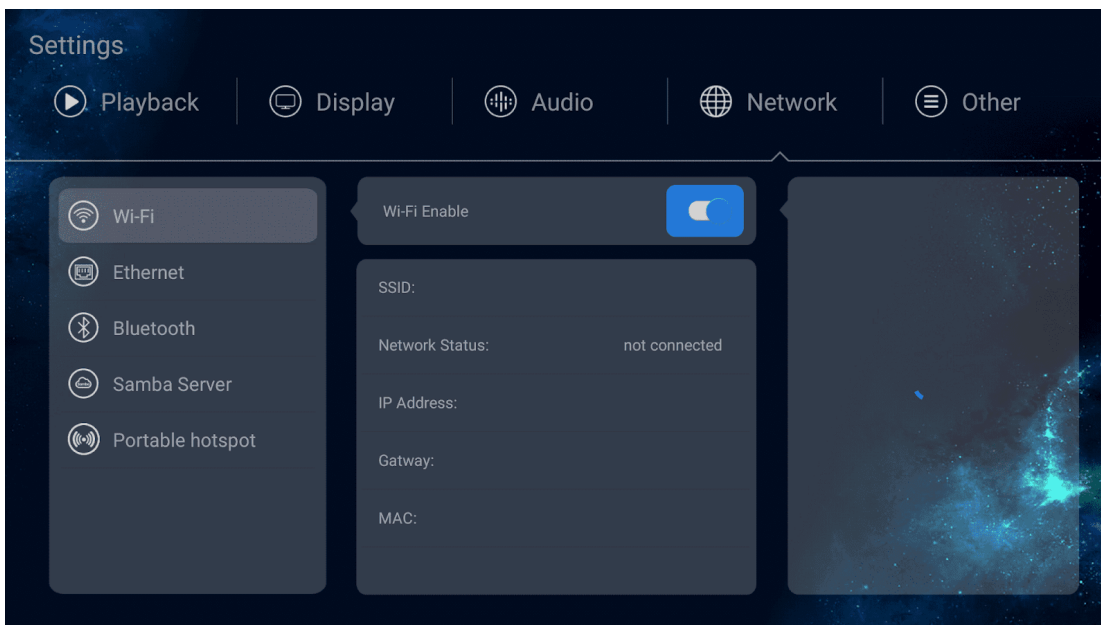 Settings
Playback
Display
Audio
Network
Other
Wi-Fi
Ethernet
Bluetooth
Samba Server
Portable hotspot
Wi-Fi Enable
SSID:
Network Status: not connected
IP Address:
Gatway:
MAC: